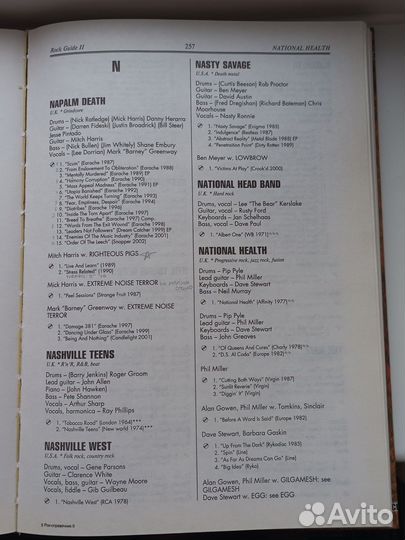 Rock Guide II
257
NATIONAL HEALTH
N
NAPALM DEATH
U.K. * Grindcore
Drums – (Nick Ratledge) (Mick Harris) Danny Herarra
Guitar – (Darren Fideski) (Justin Broadrick) (Bill Steer)
Jesse Pintado
Guitar – Mitch Harris
Bass – (Nick Bullen) (Jim Whitely) Shane Embury
Vocals – (Lee Dorrian) Mark "Barney" Greenway
1. "Scum" (Earache 1987)
2. "From Enslavement To Obliteration" (Earache 1988)
3. "Mentally Murdered" (Earache 1989) EP
4. "Harmony Corruption" (Earache 1990)
5. "Mass Appeal Madness" (Earache 1991) EP
6. "Utopia Banished" (Earache 1992)
7. "The World Keeps Turning" (Earache 1992) EP
8. "Fear, Emptiness, Despair" (Earache 1994)
9. "Diatribes" (Earache 1996)
10. "Inside The Torn Apart" (Earache 1997)
11. "Breed To Breathe" (Earache 1997) EP
12. "Words From The Exit Wound" (Earache 1998)
13. "Leaders Not Followers" (Dream Catcher 1999) EP
14. "Enemies Of The Music Industry" (Earache 2001)
15. "Order Of The Leech" (Snapper 2002)
Mitch Harris w. RIGHTEOUS PIGS
1. "Live And Learn" (1989)
2. "Stress Related" (1990)
Mick Harris w. EXTREME NOISE TERROR
1. "Peel Sessions" (Strange Fruit 1987)
Mark "Barney" Greenway w. EXTREME NOISE
TERROR
1. "Damage 381" (Earache 1997)
2. "Dancing Under Glass" (Earache 1999)
3. "Being And Nothing" (Candlelight 2001)
NASHVILLE TEENS
U.K. * R'n'R, R&B, beat
Drums – (Barry Jenkins) Roger Groom
Lead guitar – John Allen
Piano – (John Hawken)
Bass – Pete Shannon
Vocals – Arthur Sharp
Vocals, harmonica – Ray Phillips
1. "Tobacco Road" (London 1964)***
2. "Nashville Teens" (New world 1974)***
NASHVILLE WEST
U.S.A. * Folk rock, country rock
Drums, vocal – Gene Parsons
Guitar – Clarence White
Vocals, bass, guitar – Wayne Moore
Vocals, fiddle – Gib Guilbeau
1. "Nashville West" (RCA 1978)
NASTY SAVAGE
U.S.A. * Death metal
Drums – (Curtis Beeson) Rob Proctor
Guitar – Ben Meyer
Guitar – David Austin
Bass – (Fred Dregishan) (Richard Bateman) Chris
Moorhouse
Vocals – Nasty Ronnie
1. "Nasty Savage" (Enigma 1985)
2. "Indulgence" (Restless 1987)
3. "Abstract Reality" (Metal Blade 1988) EP
4. "Penetration Point" (Dirty Rotten 1989)
Ben Meyer w. LOWBROW
1. "Victims At Play" (Crook'd 2000)
NATIONAL HEAD BAND
U.K. * Hard rock
Drums, vocal – Lee "The Bear" Kerslake
Guitar, vocal – Rusty Ford
Keyboards – Jan Schelhaas
Bass, vocal – Dave Paul
1. "Albert One" (WB 1971)
NATIONAL HEALTH
U.K. * Progressive rock, jazz rock, fusion
Drums – Pip Pyle
Lead guitar – Phil Miller
Keyboards – Dave Stewart
Bass – Neil Murray
1. "National Health" (Affinity 1977)
Drums – Pip Pyle
Guitar – Phil Miller
Keyboards – Dave Stewart
Bass – John Greaves
1. "Of Queens And Cures" (Charly 1978)
2. "D.S. Al Coda" (Europe 1982)
Phil Miller
1. "Cutting Both Ways" (Virgin 1987)
2. "Sunlit Reverie" (Virgin)
3. "Diggin' It" (Virgin)
Alan Gowen, Phil Miller w. Tomkins, Sinclair
1. "Before A Word Is Said" (Europe 1982)
Dave Stewart, Barbara Gaskin
1. "Up From The Dark" (Rykodisc 1985)
2. "Spin" (Line)
3. "As Far As Dreams Can Go" (Line)
4. "Big Idea" (Ryko)
Alan Gowen, Phil Miller w. GILGAMESH; see
GILGAMESH
Dave Stewart w. EGG: see EGG
9 Рок-справочник II
Avito